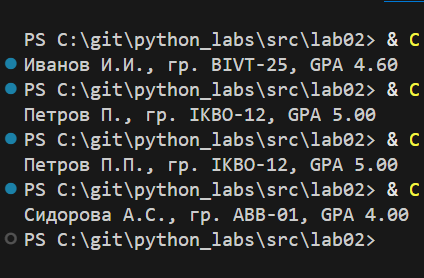 PS C:\git\python_labs\src\lab02> & C
Иванов И.И., гр. BIVT-25, GPA 4.60
PS C:\git\python_labs\src\lab02> & C
Петров П., гр. IKBO-12, GPA 5.00
PS C:\git\python_labs\src\lab02> & C
Петров П.П., гр. IKBO-12, GPA 5.00
PS C:\git\python_labs\src\lab02> & C
Сидорова А.С., гр. ABB-01, GPA 4.00
PS C:\git\python_labs\src\lab02>